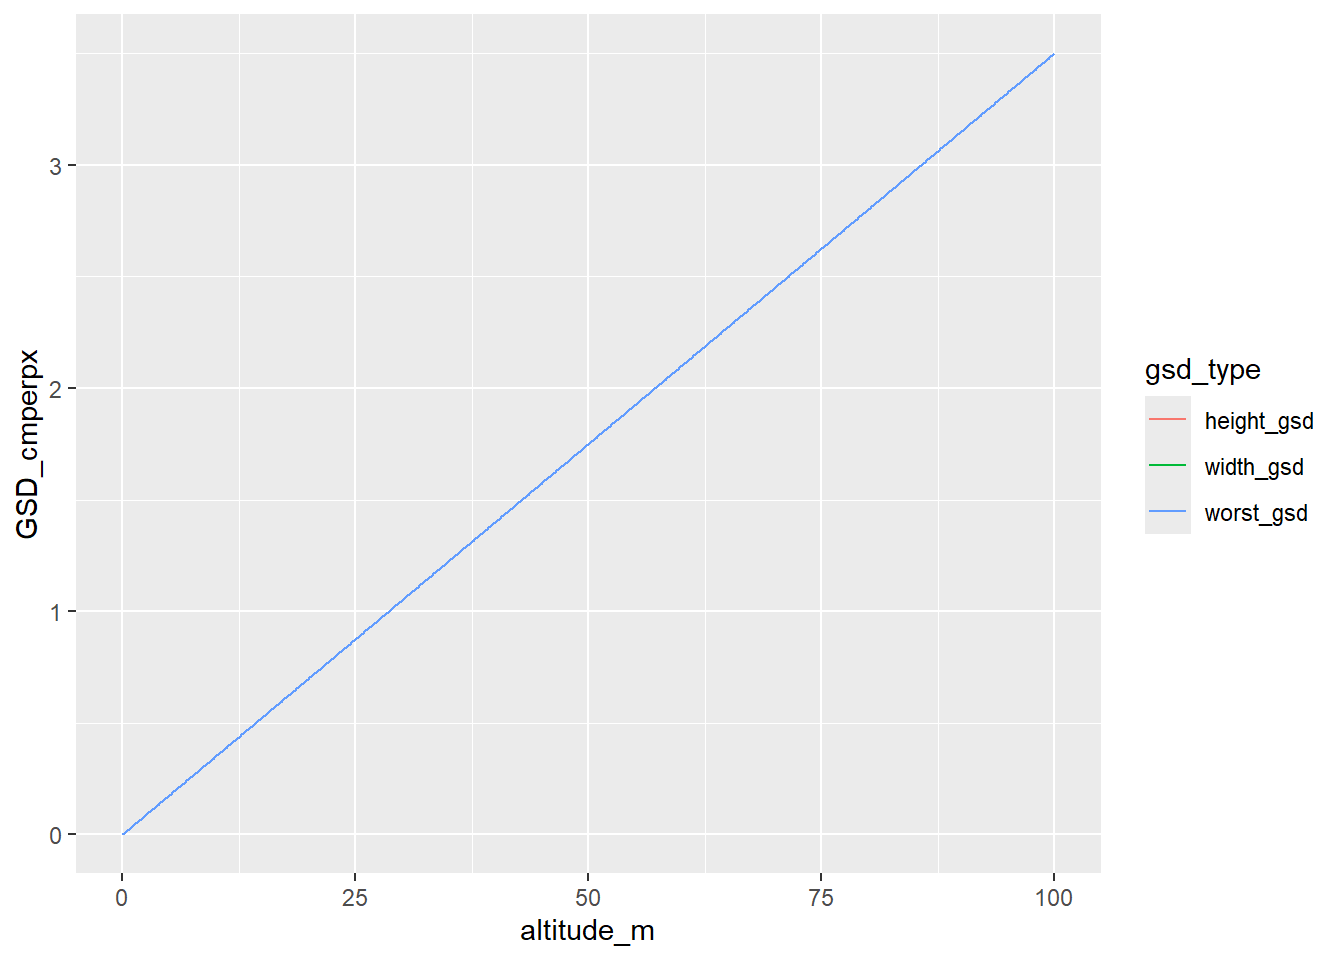 GSD_cmperpx
3
2
1
0
0 25 50 75 100
altitude_m
gsd_type
height_gsd
width_gsd
worst_gsd